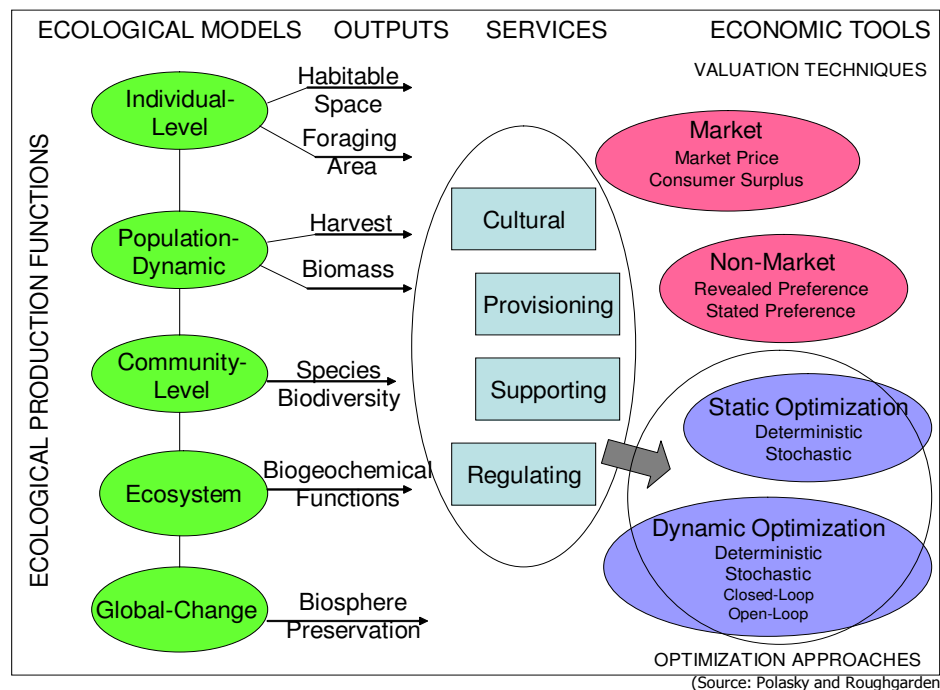 ECOLOGICAL MODELS OUTPUTS SERVICES ECONOMIC TOOLS
VALUATION TECHNIQUES
ECOLOGICAL PRODUCTION FUNCTIONS
Individual-
Level
Habitable
Space
Foraging
Area
Population-
Dynamic
Harvest
Biomass
Community-
Level
Species
Biodiversity
Ecosystem
Biogeochemical
Functions
Global-Change
Biosphere
Preservation
Cultural
Provisioning
Supporting
Regulating
Market
Market Price
Consumer Surplus
Non-Market
Revealed Preference
Stated Preference
Static Optimization
Deterministic
Stochastic
Dynamic Optimization
Deterministic
Stochastic
Closed-Loop
Open-Loop
OPTIMIZATION APPROACHES
(Source: Polasky and Roughgarden